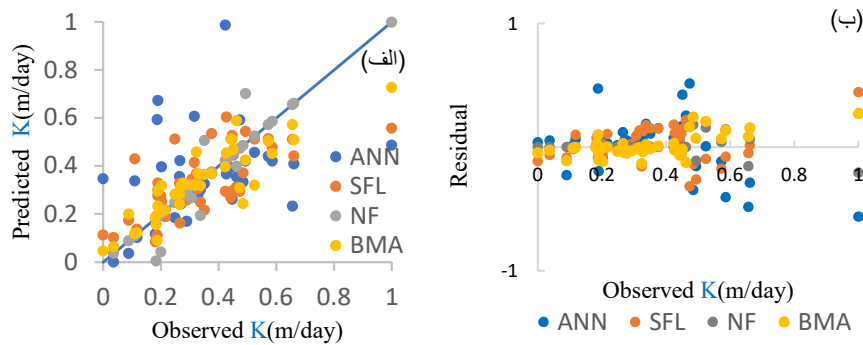 Predicted K(m/day)
1
0.8
0.6
0.4
0.2
0
0 0.2 0.4 0.6 0.8 1
Observed K(m/day)
(الف)
ANN
SFL
NF
BMA
(ب)
Residual
1
-1
0 0.2 0.4 0.6 0.8 1
Observed K(m/day)
ANN SFL NF BMA